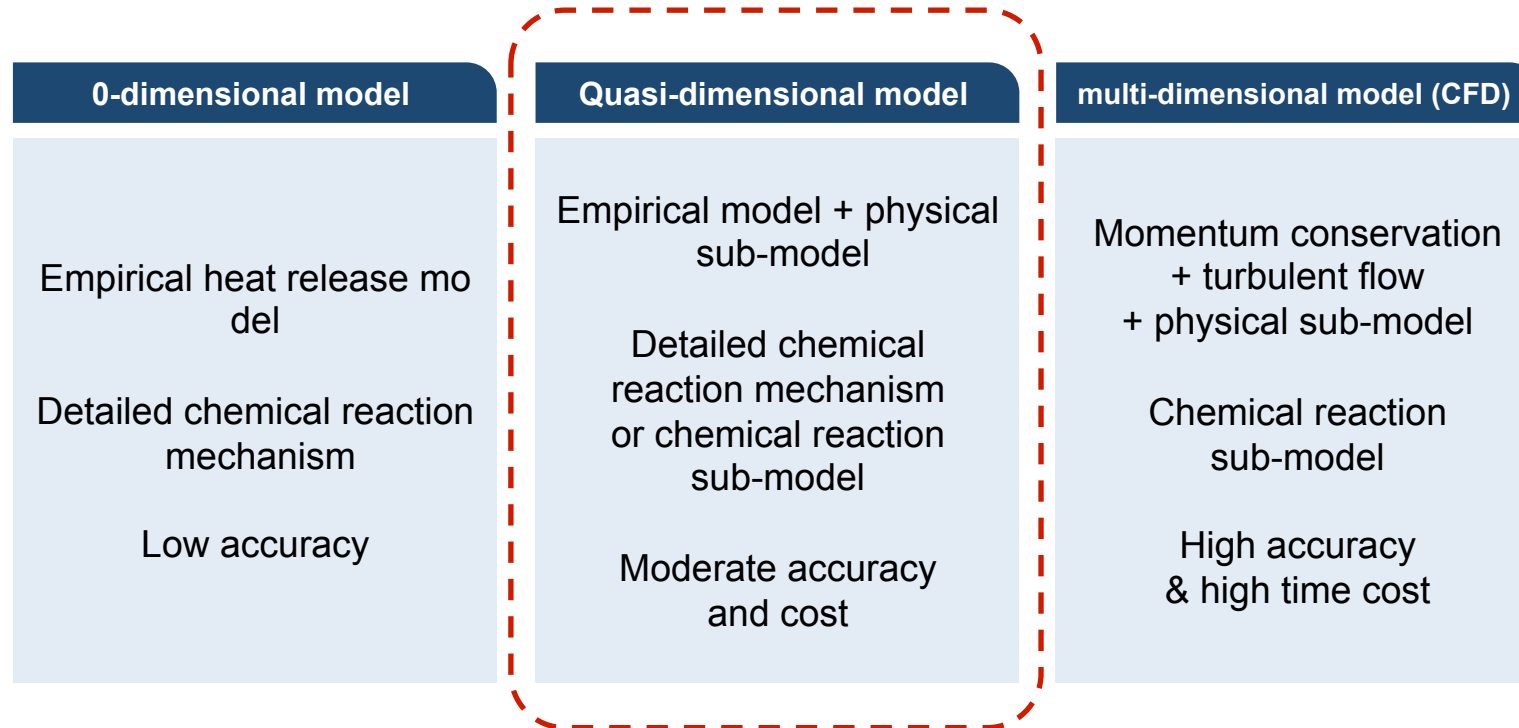 0-dimensional model
Empirical heat release mo
del
Detailed chemical reaction
mechanism
Low accuracy
Quasi-dimensional model
Empirical model + physical
sub-model
Detailed chemical
reaction mechanism
or chemical reaction
sub-model
Moderate accuracy
and cost
multi-dimensional model (CFD)
Momentum conservation
+ turbulent flow
+ physical sub-model
Chemical reaction
sub-model
High accuracy
& high time cost